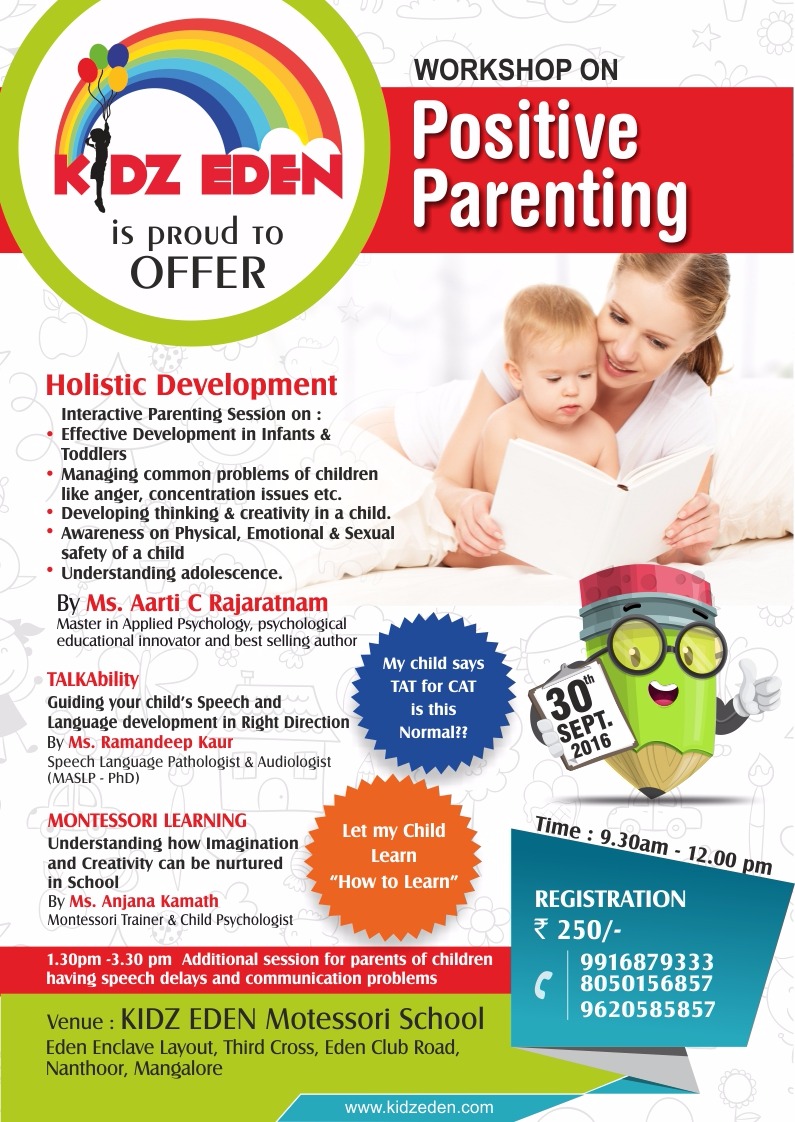 KIDZ EDEN
is proud to
OFFER
WORKSHOP ON
Positive
Parenting
Holistic Development
Interactive Parenting Session on :
• Effective Development in Infants &
Toddlers
• Managing common problems of children
like anger, concentration issues etc.
• Developing thinking & creativity in a child.
• Awareness on Physical, Emotional & Sexual
safety of a child
• Understanding adolescence.
By Ms. Aarti C Rajaratnam
Master in Applied Psychology, psychological
educational innovator and best selling author
My child says
TAT for CAT
is this
Normal??
30th
SEPT.
2016
TALKAbility
Guiding your child's Speech and
Language development in Right Direction
By Ms. Ramandeep Kaur
Speech Language Pathologist & Audiologist
(MASLP - PhD)
MONTESSORI LEARNING
Understanding how Imagination
and Creativity can be nurtured
in School
By Ms. Anjana Kamath
Montessori Trainer & Child Psychologist
Let my Child
Learn
“How to Learn”
Time : 9.30am - 12.00 pm
REGISTRATION
₹ 250/-
9916879333
8050156857
9620585857
1.30pm -3.30 pm Additional session for parents of children
having speech delays and communication problems
Venue : KIDZ EDEN Motessori School
Eden Enclave Layout, Third Cross, Eden Club Road,
Nanthoor, Mangalore
www.kidzeden.com